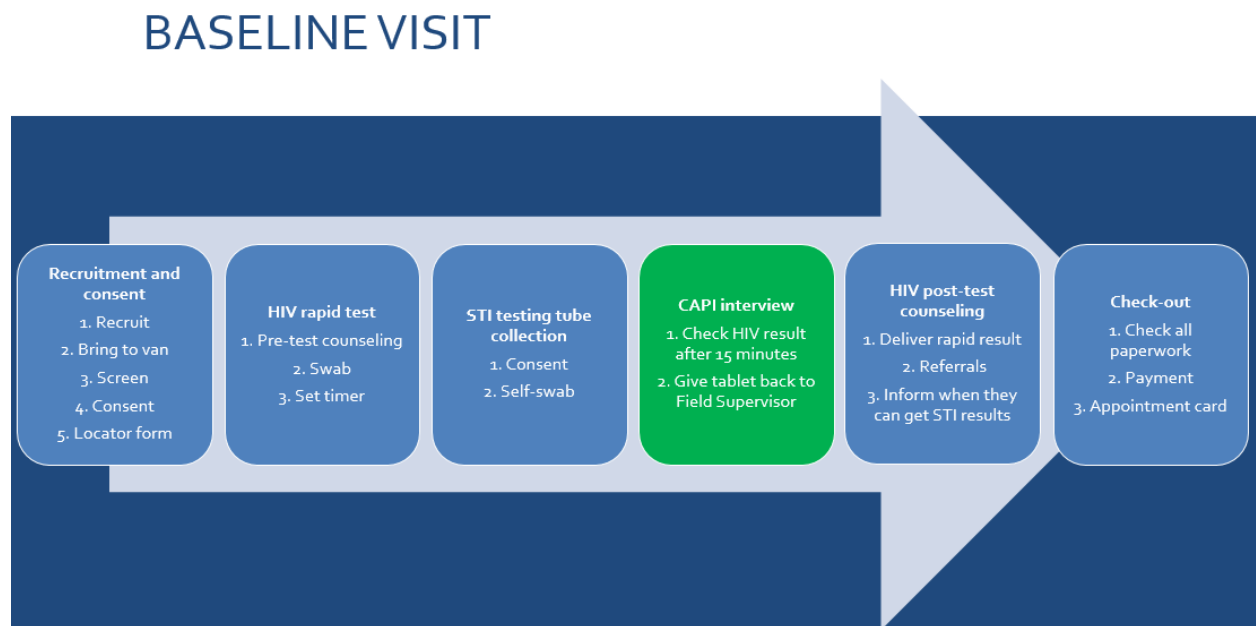 BASELINE VISIT
Recruitment and
consent
1. Recruit
2. Bring to van
3. Screen
4. Consent
5. Locator form
HIV rapid test
1. Pre-test counseling
2. Swab
3. Set timer
STI testing tube
collection
1. Consent
2. Self-swab
CAPI interview
1. Check HIV result
after 15 minutes
2. Give tablet back to
Field Supervisor
HIV post-test
counseling
1. Deliver rapid result
2. Referrals
3. Inform when they
can get STI results
Check-out
1. Check all
paperwork
2. Payment
3. Appointment card